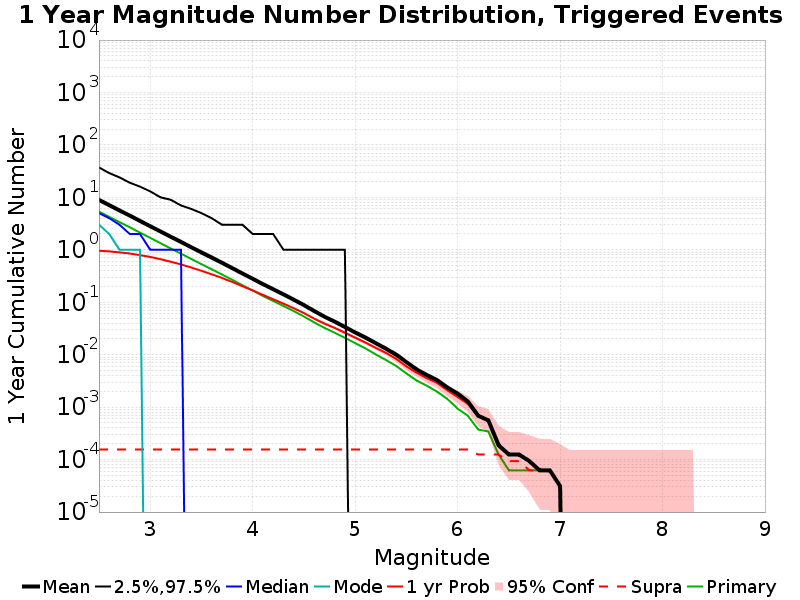 1 Year Magnitude Number Distribution, Triggered Events
1 Year Cumulative Number
10^4
10^3
10^2
10^1
10^0
10^-1
10^-2
10^-3
10^-4
10^-5
3 4 5 6 7 8 9
Magnitude
Mean 2.5%,97.5% Median Mode 1 yr Prob 95% Conf Supra Primary